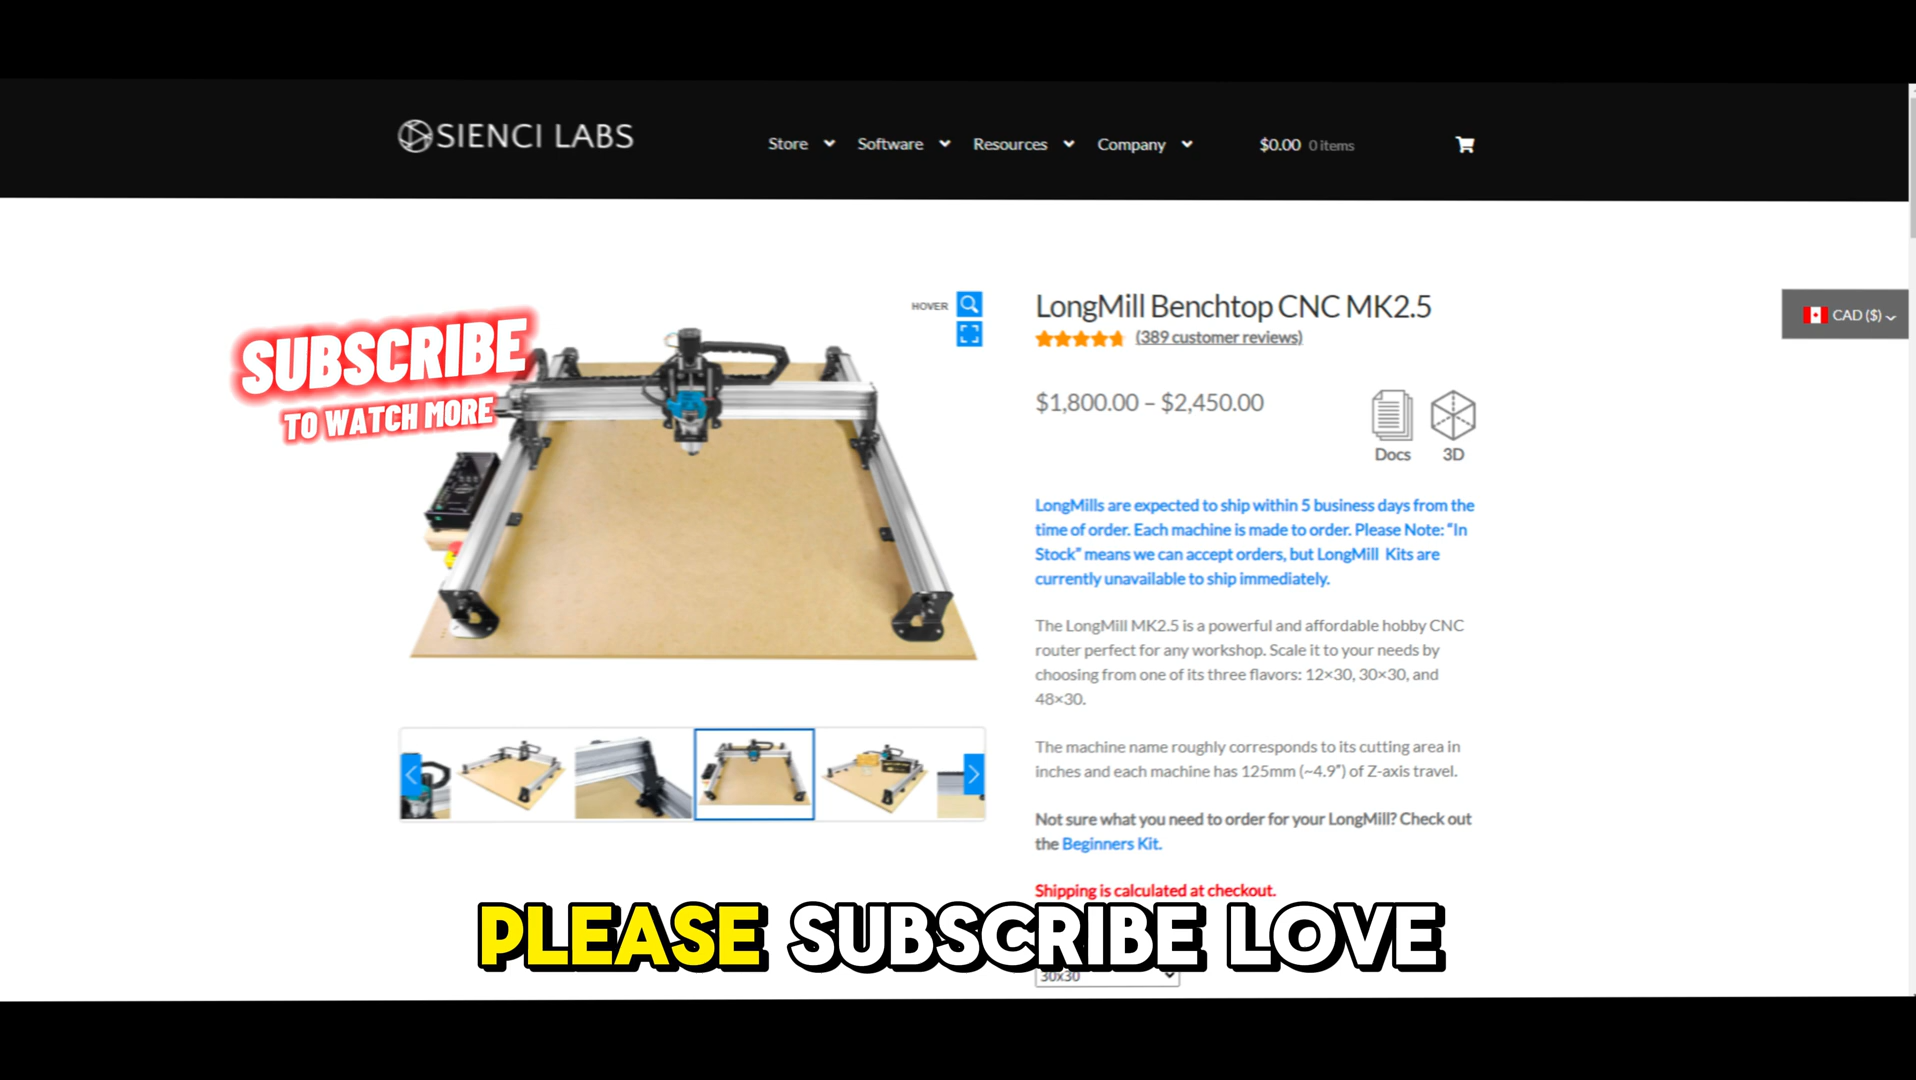 SIENCI LABS
Store
Software
Resources
Company
$0.00 0 items
SUBSCRIBE
TO WATCH MORE
HOVER
LongMill Benchtop CNC MK2.5
(389 customer reviews)
CAD ($)
$1,800.00 – $2,450.00
Docs
3D
LongMills are expected to ship within 5 business days from the
time of order. Each machine is made to order. Please Note: “In
Stock” means we can accept orders, but LongMill Kits are
currently unavailable to ship immediately.
The LongMill MK2.5 is a powerful and affordable hobby CNC
router perfect for any workshop. Scale it to your needs by
choosing from one of its three flavors: 12×30, 30×30, and
48×30.
The machine name roughly corresponds to its cutting area in
inches and each machine has 125mm (~4.9”) of Z-axis travel.
Not sure what you need to order for your LongMill? Check out
the Beginners Kit.
Shipping is calculated at checkout.
PLEASE SUBSCRIBE LOVE
30x30